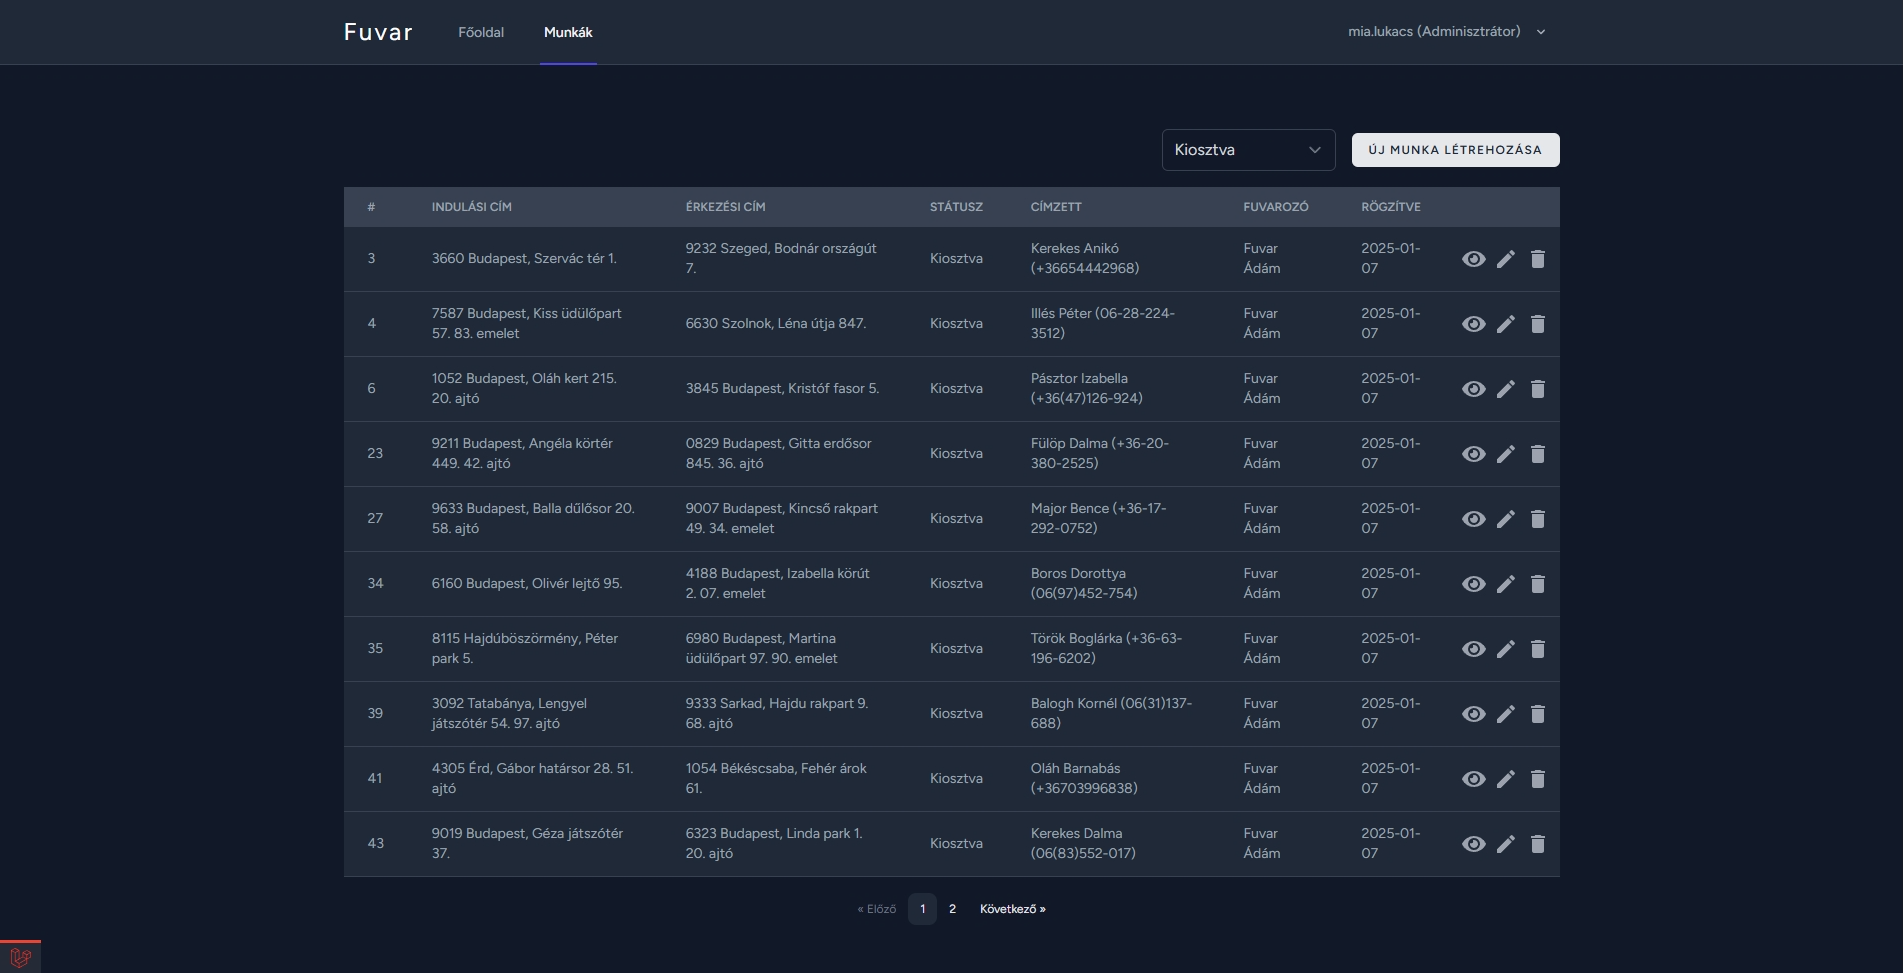 Fuvar Főoldal Munkák mia.lukacs (Adminisztrátor)
Kiosztva ÚJ MUNKA LÉTREHOZÁSA
# INDULÁSI CÍM ÉRKEZÉSI CÍM STÁTUSZ CÍMZETT FUVAROZÓ RÖGZÍTVE
3 3660 Budapest, Szervác tér 1. 9232 Szeged, Bodnár országút Kiosztva Kerekes Anikó Fuvar 2025-01-
7. (+36654442968) Ádám 07
4 7587 Budapest, Kiss üdülőpart 6630 Szolnok, Léna útja 847. Kiosztva Illés Péter (06-28-224- Fuvar 2025-01-
57. 83. emelet 3512) Ádám 07
6 1052 Budapest, Oláh kert 215. 3845 Budapest, Kristóf fasor 5. Kiosztva Pásztor Izabella Fuvar 2025-01-
20. ajtó (+36(47)126-924) Ádám 07
23 9211 Budapest, Angéla körtér 0829 Budapest, Gitta erdősor Kiosztva Fülöp Dalma (+36-20- Fuvar 2025-01-
449. 42. ajtó 845. 36. ajtó 380-2525) Ádám 07
27 9633 Budapest, Balla dűlősor 20. 9007 Budapest, Kincső rakpart Kiosztva Major Bence (+36-17- Fuvar 2025-01-
58. ajtó 49. 34. emelet 292-0752) Ádám 07
34 6160 Budapest, Olivér lejtő 95. 4188 Budapest, Izabella körút Kiosztva Boros Dorottya Fuvar 2025-01-
2. 07. emelet (06(97)452-754) Ádám 07
35 8115 Hajdúböszörmény, Péter 6980 Budapest, Martina Kiosztva Török Boglárka (+36-63- Fuvar 2025-01-
park 5. üdülőpart 97. 90. emelet 196-6202) Ádám 07
39 3092 Tatabánya, Lengyel 9333 Sarkad, Hajdu rakpart 9. Kiosztva Balogh Kornél (06(31)137- Fuvar 2025-01-
játszótér 54. 97. ajtó 68. ajtó 688) Ádám 07
41 4305 Érd, Gábor határsor 28. 51. 1054 Békéscsaba, Fehér árok Kiosztva Oláh Barnabás Fuvar 2025-01-
ajtó 61. (+36703996838) Ádám 07
43 9019 Budapest, Géza játszótér 6323 Budapest, Linda park 1. Kiosztva Kerekes Dalma Fuvar 2025-01-
37. 20. ajtó (06(83)552-017) Ádám 07
« Előző 1 2 Következő »